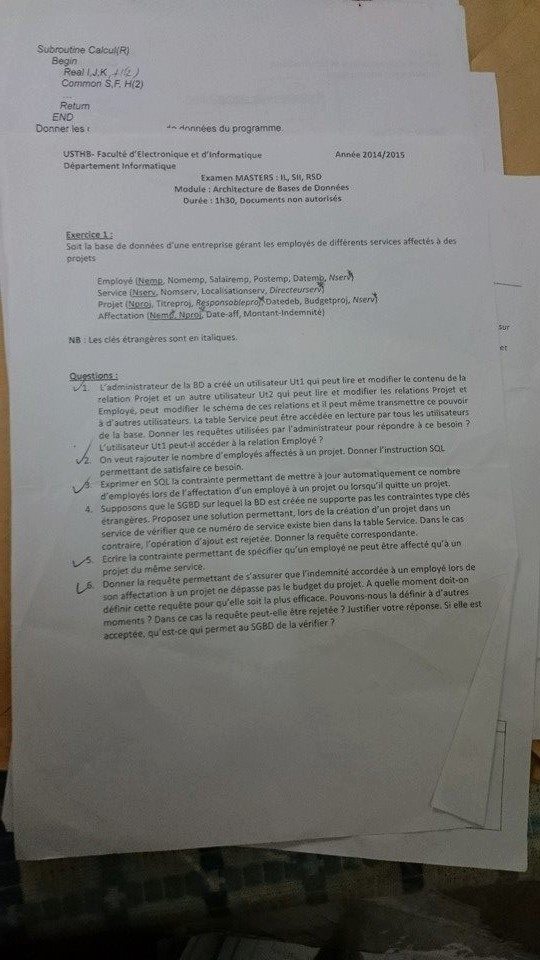 Subroutine Calcul(R)
Begin
Real I,J,K, H(2)
Common S,F, H(2)
...
Return
END
Donner les données du programme.
USTHB- Faculté d'Electronique et d'Informatique Année 2014/2015
Département Informatique
Examen MASTERS : IL, SII, RSD
Module : Architecture de Bases de Données
Durée : 1h30, Documents non autorisés
Exercice 1 :
Soit la base de données d'une entreprise gérant les employés de différents services affectés à des
projets
Employé (Nemp, Nomemp, Salairemp, Postemp, Datemb, Nserv)
Service (Nserv, Nomserv, Localisationserv, Directeurserv)
Projet (Nproj, Titreproj, Responsableproj, Datedeb, Budgetproj, Nserv)
Affectation (Nemp, Nproj, Date-aff, Montant-Indemnité)
NB : Les clés étrangères sont en italiques.
Questions :
1. L'administrateur de la BD a créé un utilisateur Ut1 qui peut lire et modifier le contenu de la
relation Projet et un autre utilisateur Ut2 qui peut lire et modifier les relations Projet et
Employé, peut modifier le schema de ces relations et il peut même transmettre ce pouvoir
à d'autres utilisateurs. La table Service peut être accédée en lecture par tous les utilisateurs
de la base. Donner les requêtes utilisées par l'administrateur pour répondre à ce besoin ?
L'utilisateur Ut1 peut-il accéder à la relation Employé ?
2. On veut rajouter le nombre d'employés affectés à un projet. Donner l'instruction SQL
permettant de satisfaire ce besoin.
3. Exprimer en SQL la contrainte permettant de mettre à jour automatiquement ce nombre
d'employés lors de l'affectation d'un employé à un projet ou lorsqu'il quitte un projet.
4. Supposons que le SGBD sur lequel la BD est créée ne supporte pas les contraintes type clés
étrangères. Proposez une solution permettant, lors de la création d'un projet dans un
service de vérifier que ce numéro de service existe bien dans la table Service. Dans le cas
contraire, l'opération d'ajout est rejetée. Donner la requête correspondante.
5. Ecrire la contrainte permettant de spécifier qu'un employé ne peut être affecté qu'à un
projet du même service.
6. Donner la requête permettant de s'assurer que l'indemnité accordée à un employé lors de
son affectation à un projet ne dépasse pas le budget du projet. A quelle moment doit-on
définir cette requête pour qu'elle soit la plus efficace. Pouvons-nous la définir à d'autres
moments ? Dans ce cas la requête peut-elle être rejetée ? Justifier votre réponse. Si elle est
acceptée, qu'est-ce qui permet au SGBD de la vérifier ?
sur
et